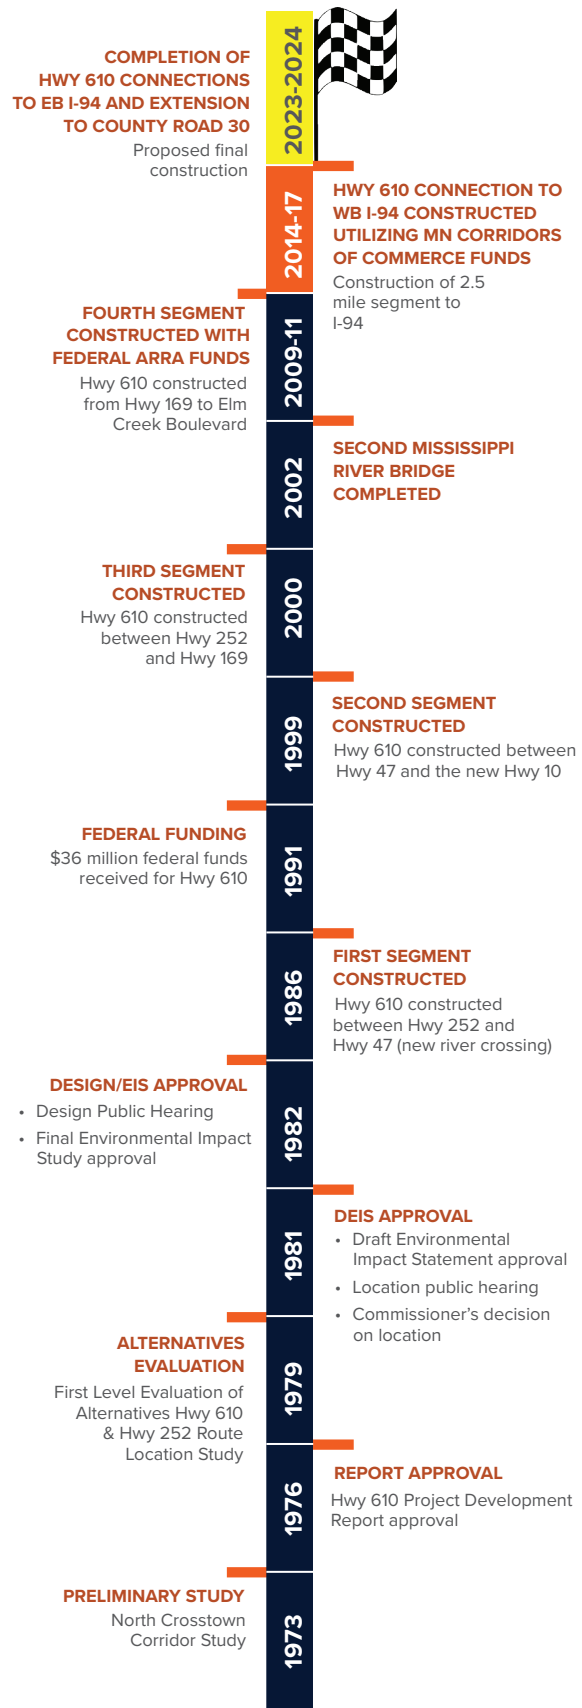 2023-2024
COMPLETION OF
HWY 610 CONNECTIONS
TO EB I-94 AND EXTENSION
TO COUNTY ROAD 30
Proposed final
construction
2014-17
HWY 610 CONNECTION TO
WB I-94 CONSTRUCTED
UTILIZING MN CORRIDORS
OF COMMERCE FUNDS
Construction of 2.5
mile segment to
I-94
2009-11
FOURTH SEGMENT
CONSTRUCTED WITH
FEDERAL ARRA FUNDS
Hwy 610 constructed
from Hwy 169 to Elm
Creek Boulevard
2002
SECOND MISSISSIPPI
RIVER BRIDGE
COMPLETED
2000
THIRD SEGMENT
CONSTRUCTED
Hwy 610 constructed
between Hwy 252
and Hwy 169
1999
SECOND SEGMENT
CONSTRUCTED
Hwy 610 constructed between
Hwy 47 and the new Hwy 10
1991
FEDERAL FUNDING
$36 million federal funds
received for Hwy 610
1986
FIRST SEGMENT
CONSTRUCTED
Hwy 610 constructed
between Hwy 252 and
Hwy 47 (new river crossing)
1982
DESIGN/EIS APPROVAL
• Design Public Hearing
• Final Environmental Impact
Study approval
1981
DEIS APPROVAL
• Draft Environmental
Impact Statement approval
• Location public hearing
• Commissioner's decision
on location
1979
ALTERNATIVES
EVALUATION
First Level Evaluation of
Alternatives Hwy 610
& Hwy 252 Route
Location Study
1976
REPORT APPROVAL
Hwy 610 Project Development
Report approval
1973
PRELIMINARY STUDY
North Crosstown
Corridor Study